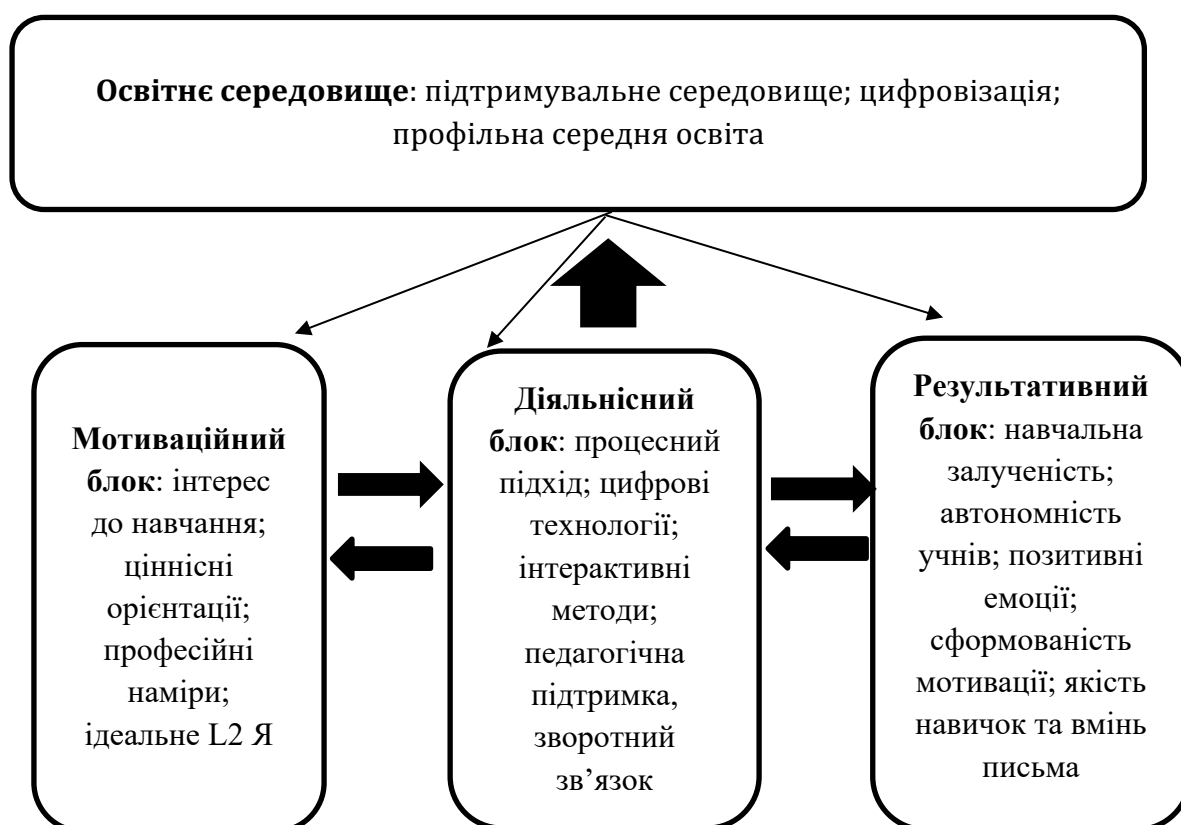 Освітнє середовище: підтримувальне середовище; цифровізація;
профільна середня освіта
Мотиваційний
блок: інтерес
до навчання;
ціннісні
орієнтації;
професійні
наміри;
ідеальне L2 Я
Діяльнісний
блок: процесний
підхід; цифрові
технології;
інтерактивні
методи;
педагогічна
підтримка,
зворотний
зв’язок
Результативний
блок: навчальна
залученість;
автономність
учнів; позитивні
емоції;
сформованість
мотивації; якість
навичок та вмінь
письма